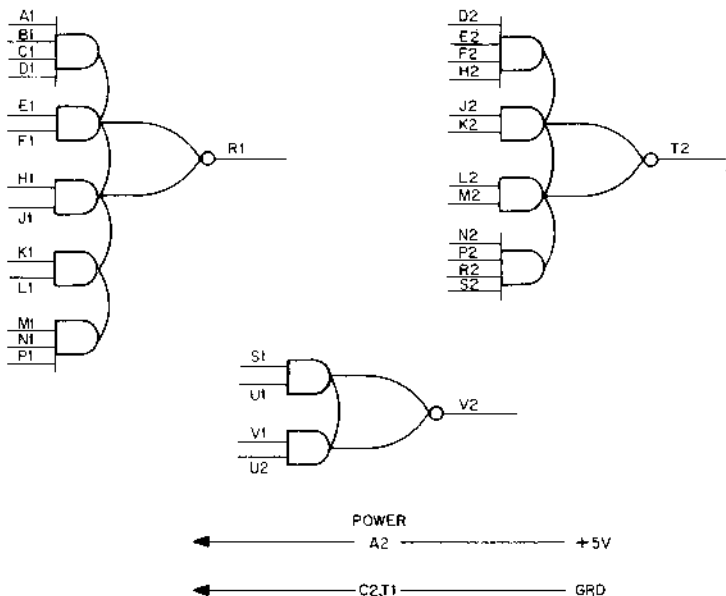 A1
B1
C1
D1
E1
F1
H1
J1
K1
L1
M1
N1
P1
R1
D2
E2
F2
H2
J2
K2
L2
M2
N2
P2
R2
S2
T2
S1
U1
V1
U2
V2
POWER
A2 +5V
C2,T1 GRD